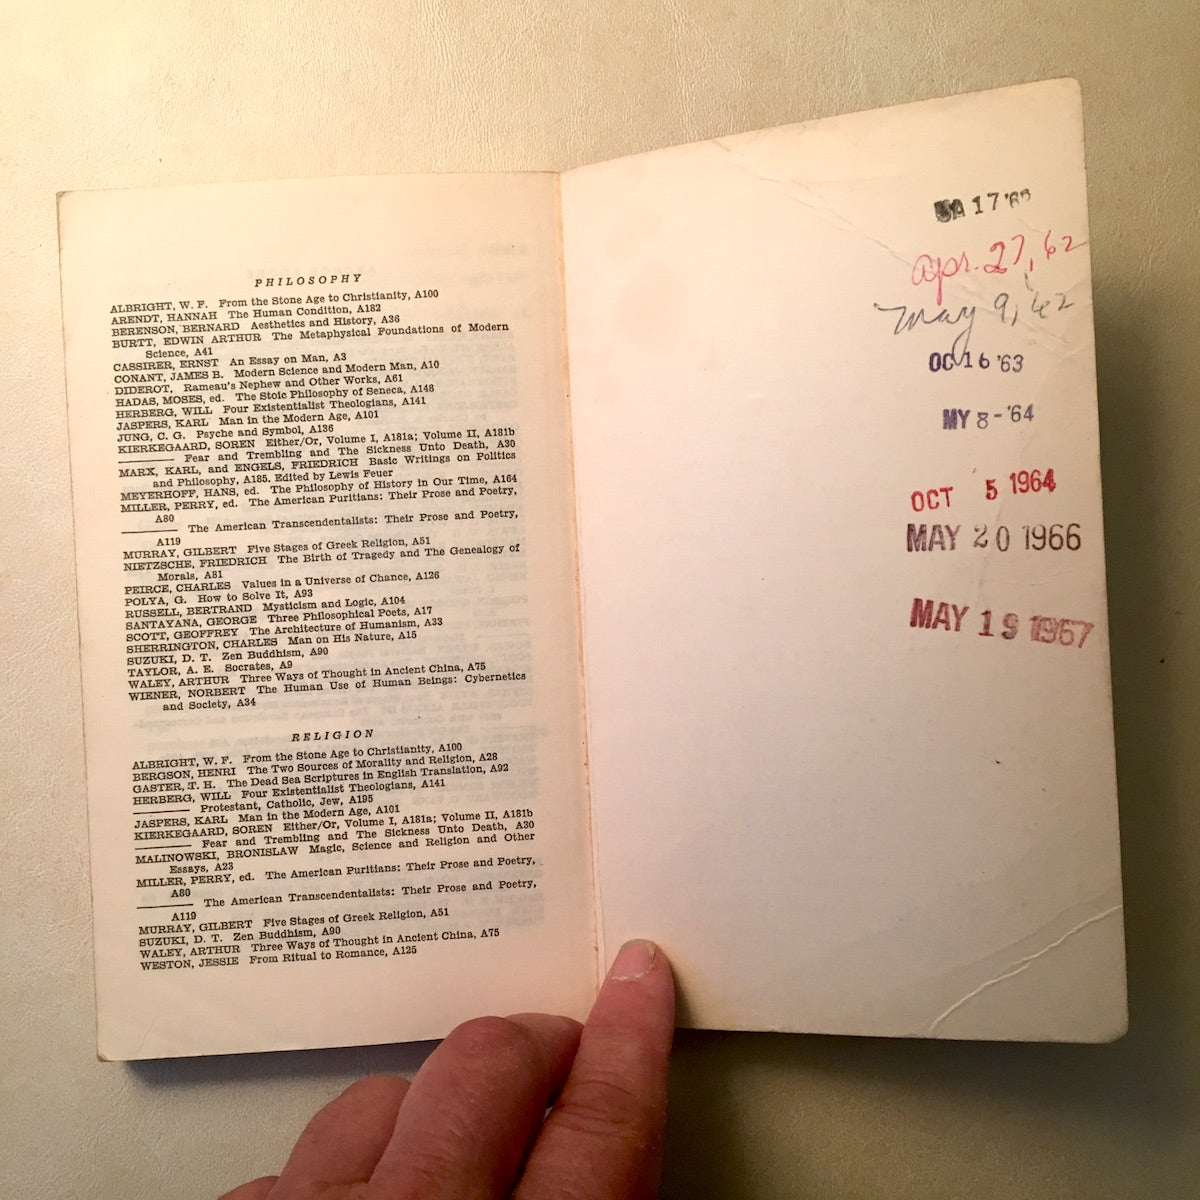 PHILOSOPHY
ALBRIGHT, W. F. From the Stone Age to Christianity, A100
ARENDT, HANNAH The Human Condition, A182
BERENSON, BERNARD Aesthetics and History, A36
BURTT, EDWIN ARTHUR The Metaphysical Foundations of Modern
Science, A41
CASSIRER, ERNST An Essay on Man, A3
CONANT, JAMES B. Modern Science and Modern Man, A10
DIDEROT, Rameau's Nephew and Other Works, A61
HADAS, MOSES, ed. The Stoic Philosophy of Seneca, A148
HERBERG, WILL Four Existentialist Theologians, A141
JASPERS, KARL Man in the Modern Age, A101
JUNG, C. G. Psyche and Symbol, A136
KIERKEGAARD, SOREN Either/Or, Volume I, A181a; Volume II, A181b
——— Fear and Trembling and The Sickness Unto Death, A30
MARX, KARL, and ENGELS, FRIEDRICH Basic Writings on Politics
and Philosophy, A185. Edited by Lewis Feuer
MEYERHOFF, HANS, ed. The Philosophy of History in Our Time, A164
MILLER, PERRY, ed. The American Puritians: Their Prose and Poetry,
A80
——— The American Transcendentalists: Their Prose and Poetry,
A119
MURRAY, GILBERT Five Stages of Greek Religion, A51
NIETZSCHE, FRIEDRICH The Birth of Tragedy and The Genealogy of
Morals, A81
PEIRCE, CHARLES Values in a Universe of Chance, A126
POLYA, G. How to Solve It, A93
RUSSELL, BERTRAND Mysticism and Logic, A104
SANTAYANA, GEORGE Three Philosophical Poets, A17
SCOTT, GEOFFREY The Architecture of Humanism, A33
SHERRINGTON, CHARLES Man on His Nature, A15
SUZUKI, D. T. Zen Buddhism, A90
TAYLOR, A. E. Socrates, A9
WALEY, ARTHUR Three Ways of Thought in Ancient China, A75
WIENER, NORBERT The Human Use of Human Beings: Cybernetics
and Society, A34
RELIGION
ALBRIGHT, W. F. From the Stone Age to Christianity, A100
BERGSON, HENRI The Two Sources of Morality and Religion, A28
GASTER, T. H. The Dead Sea Scriptures in English Translation, A92
HERBERG, WILL Four Existentialist Theologians, A141
——— Protestant, Catholic, Jew, A195
JASPERS, KARL Man in the Modern Age, A101
KIERKEGAARD, SOREN Either/Or, Volume I, A181a; Volume II, A181b
——— Fear and Trembling and The Sickness Unto Death, A30
MALINOWSKI, BRONISLAW Magic, Science and Religion and Other
Essays, A23
MILLER, PERRY, ed. The American Puritians: Their Prose and Poetry,
A80
——— The American Transcendentalists: Their Prose and Poetry,
A119
MURRAY, GILBERT Five Stages of Greek Religion, A51
SUZUKI, D. T. Zen Buddhism, A90
WALEY, ARTHUR Three Ways of Thought in Ancient China, A75
WESTON, JESSIE From Ritual to Romance, A125
17
Apr. 27, 62
May 9, 62
OC 16 '63
MY 8-'64
OCT 5 1964
MAY 20 1966
MAY 19 1967